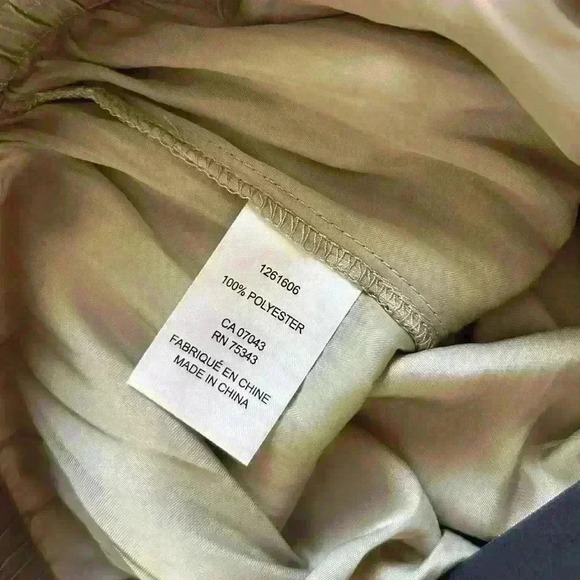 1261606
100% POLYESTER
CA 07043
RN 75343
FABRIQUÉ EN CHINE
MADE IN CHINA